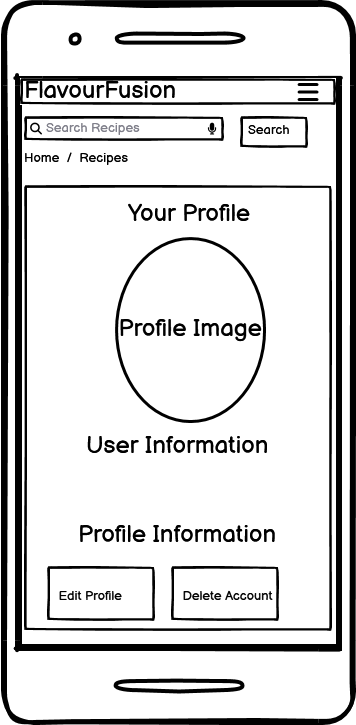 FlavourFusion
Search Recipes Search
Home / Recipes
Your Profile
Profile Image
User Information
Profile Information
Edit Profile Delete Account